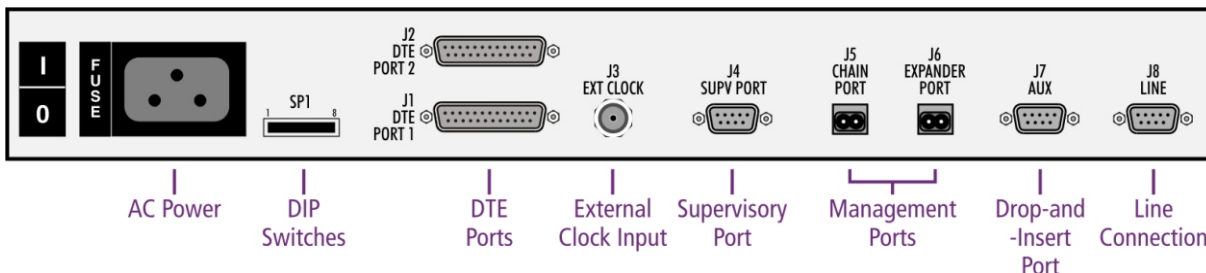 I
0
FUSE
SP1
1 8
J2
DTE
PORT 2
J1
DTE
PORT 1
J3
EXT CLOCK
J4
SUPV PORT
J5
CHAIN
PORT
J6
EXPANDER
PORT
J7
AUX
J8
LINE
AC Power
DIP
Switches
DTE
Ports
External
Clock Input
Supervisory
Port
Management
Ports
Drop-and
-Insert
Port
Line
Connection